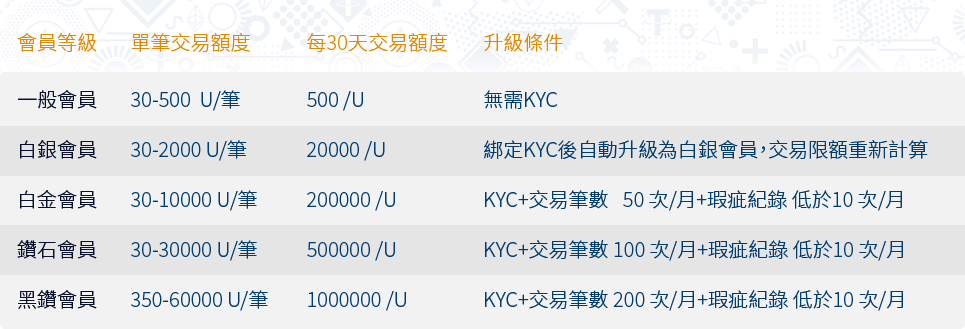 會員等級 單筆交易額度 每30天交易額度 升級條件
一般會員 30-500 U/筆 500 /U 無需KYC
白銀會員 30-2000 U/筆 20000 /U 綁定KYC後自動升級為白銀會員，交易限額重新計算
白金會員 30-10000 U/筆 200000 /U KYC+交易筆數 50 次/月+瑕疵紀錄 低於10 次/月
鑽石會員 30-30000 U/筆 500000 /U KYC+交易筆數 100 次/月+瑕疵紀錄 低於10 次/月
黑鑽會員 350-60000 U/筆 1000000 /U KYC+交易筆數 200 次/月+瑕疵紀錄 低於10 次/月